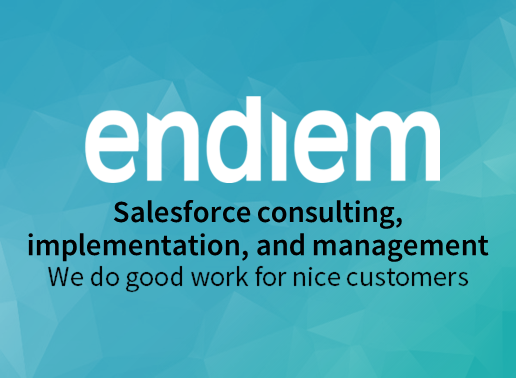 endiem
Salesforce consulting,
implementation, and management
We do good work for nice customers